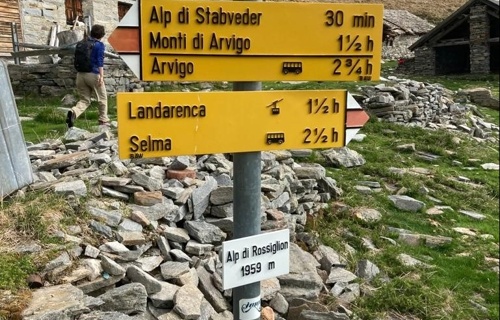 Alp di Stabveder 30 min
Monti di Arvigo 1½ h
Arvigo 2¾ h
Landarenca 1½ h
Selma 2½ h
Alp di Rossiglion
1959 m